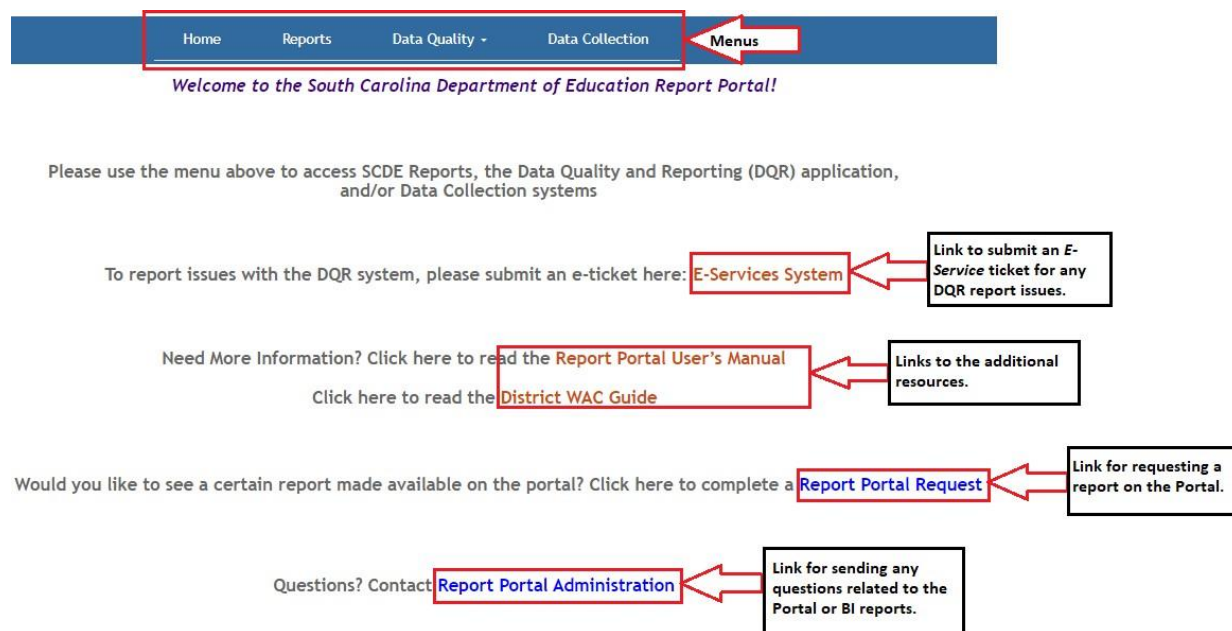 Home Reports Data Quality Data Collection Menus
Welcome to the South Carolina Department of Education Report Portal!
Please use the menu above to access SCDE Reports, the Data Quality and Reporting (DQR) application,
and/or Data Collection systems
To report issues with the DQR system, please submit an e-ticket here: E-Services System
Link to submit an E-
Service ticket for any
DQR report issues.
Need More Information? Click here to read the Report Portal User's Manual
Click here to read the District WAC Guide
Links to the additional
resources.
Would you like to see a certain report made available on the portal? Click here to complete a Report Portal Request
Link for requesting a
report on the Portal.
Questions? Contact Report Portal Administration
Link for sending any
questions related to the
Portal or BI reports.